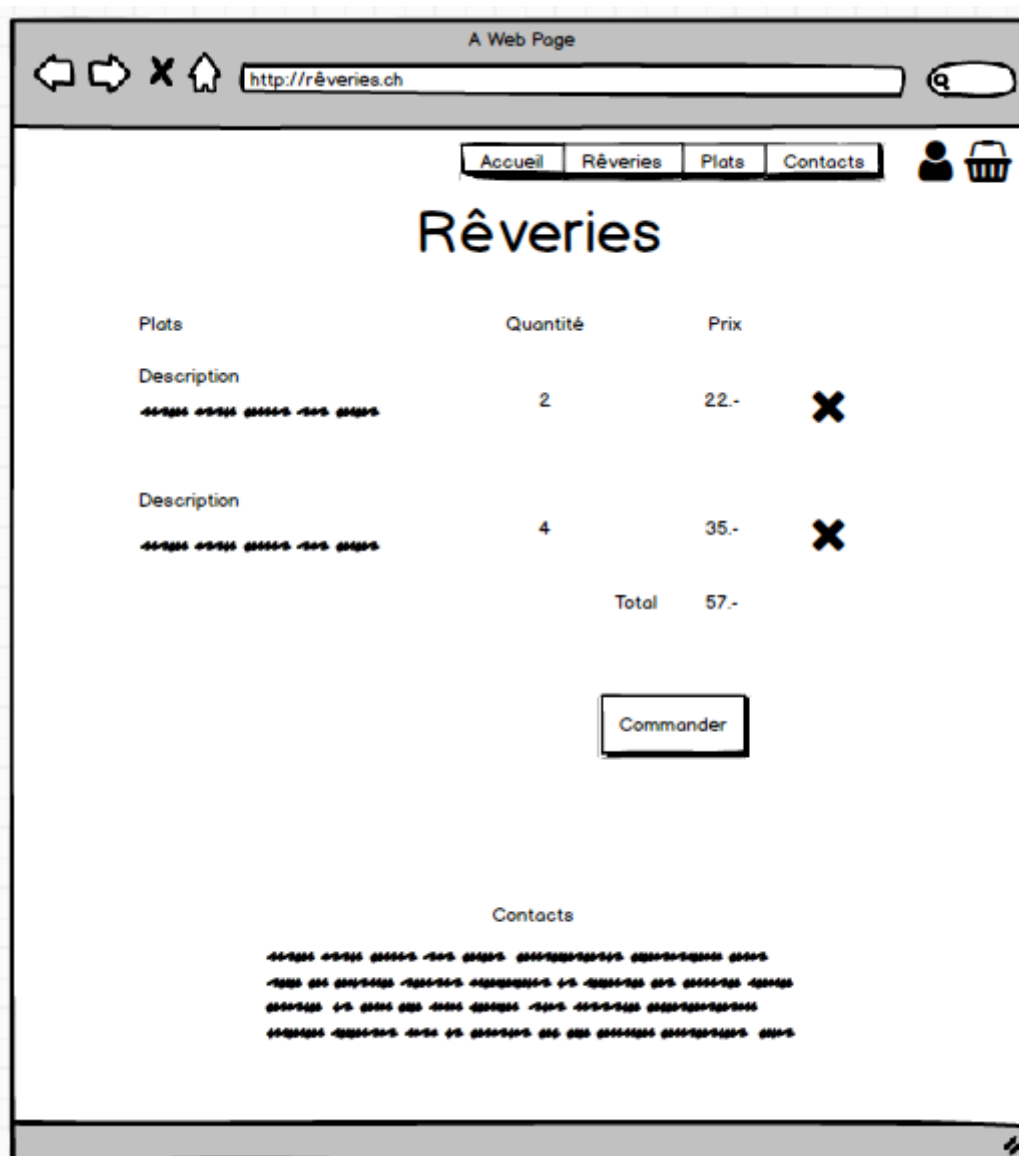 A Web Page
http://rêveries.ch
Accueil Rêveries Plats Contacts
Rêveries
Plats Quantité Prix
Description
2 22.-
Description
4 35.-
Total 57.-
Commander
Contacts